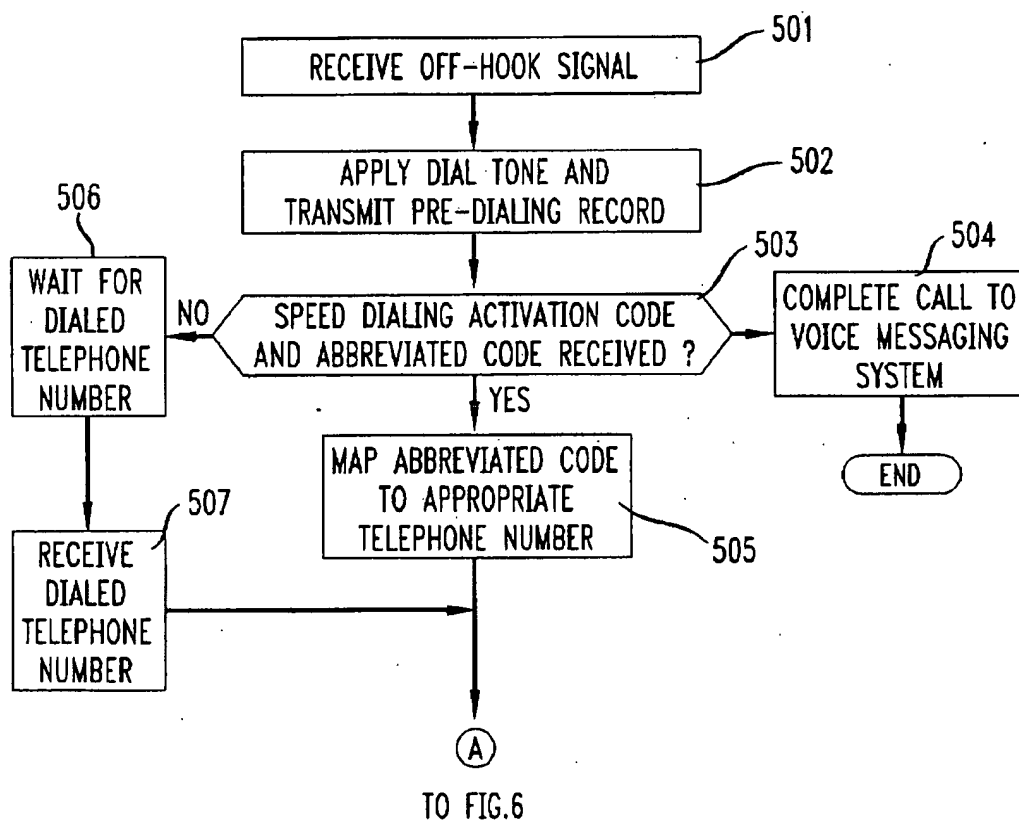 501
RECEIVE OFF-HOOK SIGNAL
502
APPLY DIAL TONE AND
TRANSMIT PRE-DIALING RECORD
503
SPEED DIALING ACTIVATION CODE
AND ABBREVIATED CODE RECEIVED ?
NO
YES
504
COMPLETE CALL TO
VOICE MESSAGING
SYSTEM
END
506
WAIT FOR
DIALED
TELEPHONE
NUMBER
507
RECEIVE
DIALED
TELEPHONE
NUMBER
MAP ABBREVIATED CODE
TO APPROPRIATE
TELEPHONE NUMBER
505
A
TO FIG.6